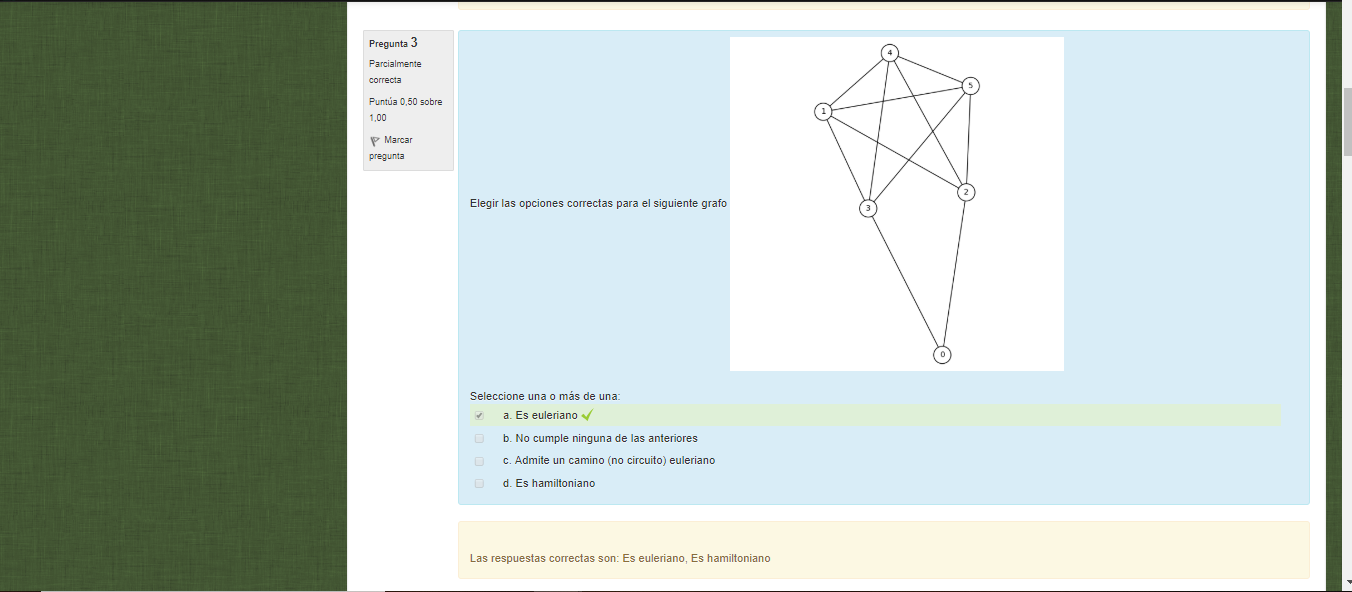 Pregunta 3
Parcialmente
correcta
Puntúa 0,50 sobre
1,00
Marcar
pregunta
4
5
1
2
3
0
Elegir las opciones correctas para el siguiente grafo
Seleccione una o más de una:
a. Es euleriano
b. No cumple ninguna de las anteriores
c. Admite un camino (no circuito) euleriano
d. Es hamiltoniano
Las respuestas correctas son: Es euleriano, Es hamiltoniano